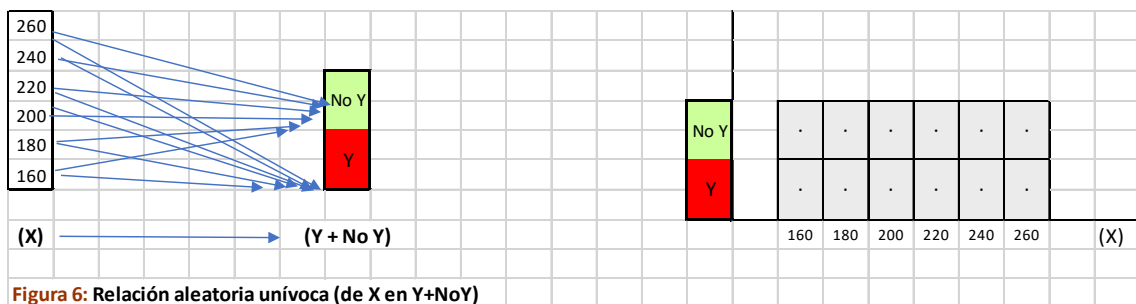 260
240
220
200
180
160
No Y
Y
(X)
(Y + No Y)
No Y
Y
160 180 200 220 240 260 (X)
Figura 6: Relación aleatoria unívoca (de X en Y+NoY)